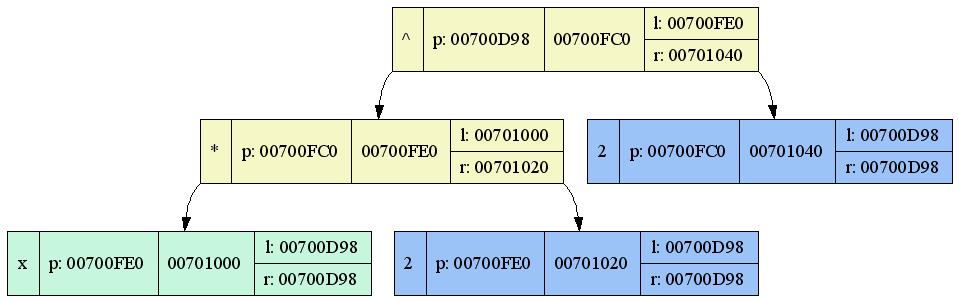 ^ p: 00700D98 00700FC0 l: 00700FE0
r: 00701040
* p: 00700FC0 00700FE0 l: 00701000
r: 00701020
2 p: 00700FC0 00701040 l: 00700D98
r: 00700D98
x p: 00700FE0 00701000 l: 00700D98
r: 00700D98
2 p: 00700FE0 00701020 l: 00700D98
r: 00700D98